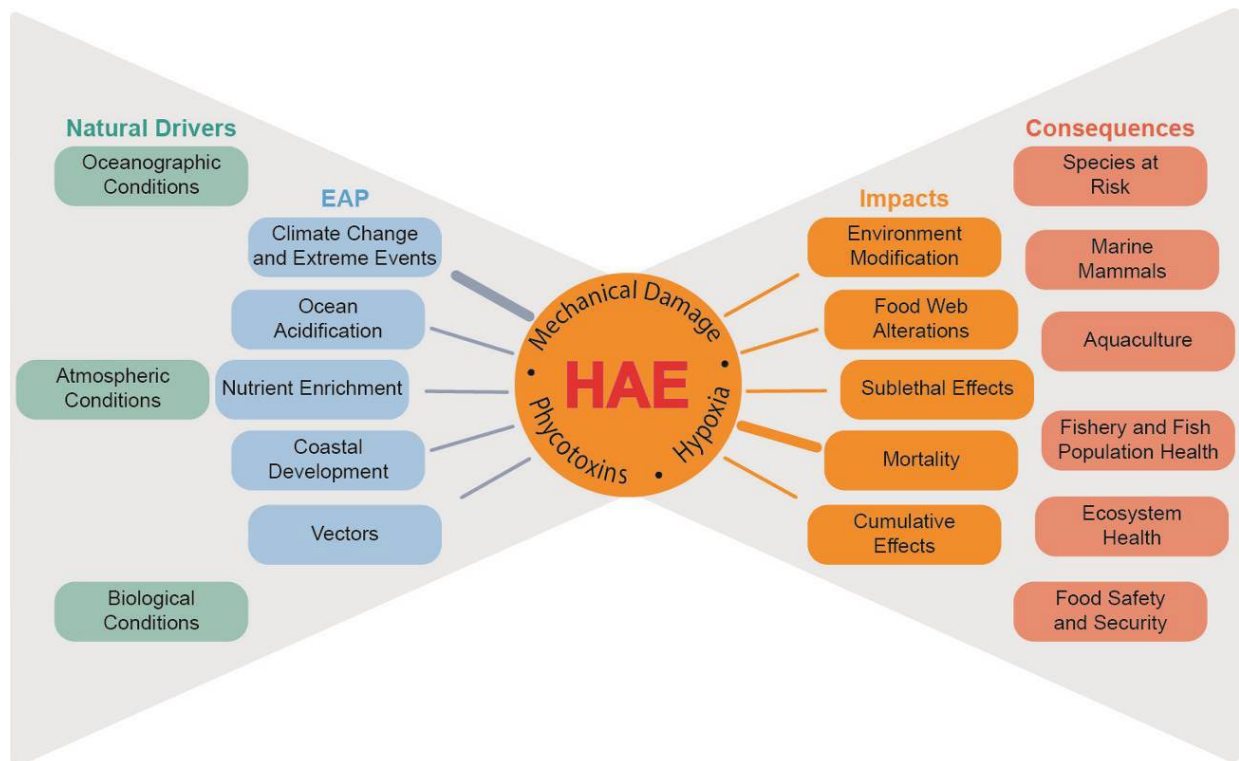 Natural Drivers
Oceanographic
Conditions
Atmospheric
Conditions
Biological
Conditions
EAP
Climate Change
and Extreme Events
Ocean
Acidification
Nutrient Enrichment
Coastal
Development
Vectors
Mechanical Damage
HAE
Phycotoxins • Hypoxia •
Impacts
Environment
Modification
Food Web
Alterations
Sublethal Effects
Mortality
Cumulative
Effects
Consequences
Species at
Risk
Marine
Mammals
Aquaculture
Fishery and Fish
Population Health
Ecosystem
Health
Food Safety
and Security